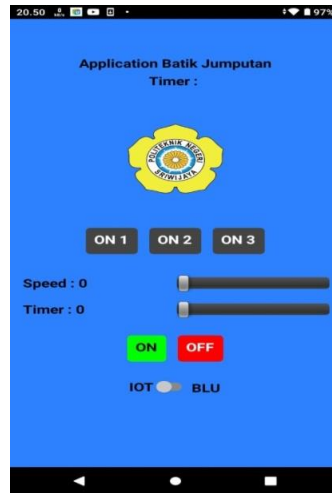 20.50
97%
Application Batik Jumputan
Timer :
POLITEKNIK NEGERI
SRIWIJAYA
ON 1 ON 2 ON 3
Speed : 0
Timer : 0
ON OFF
IOT BLU